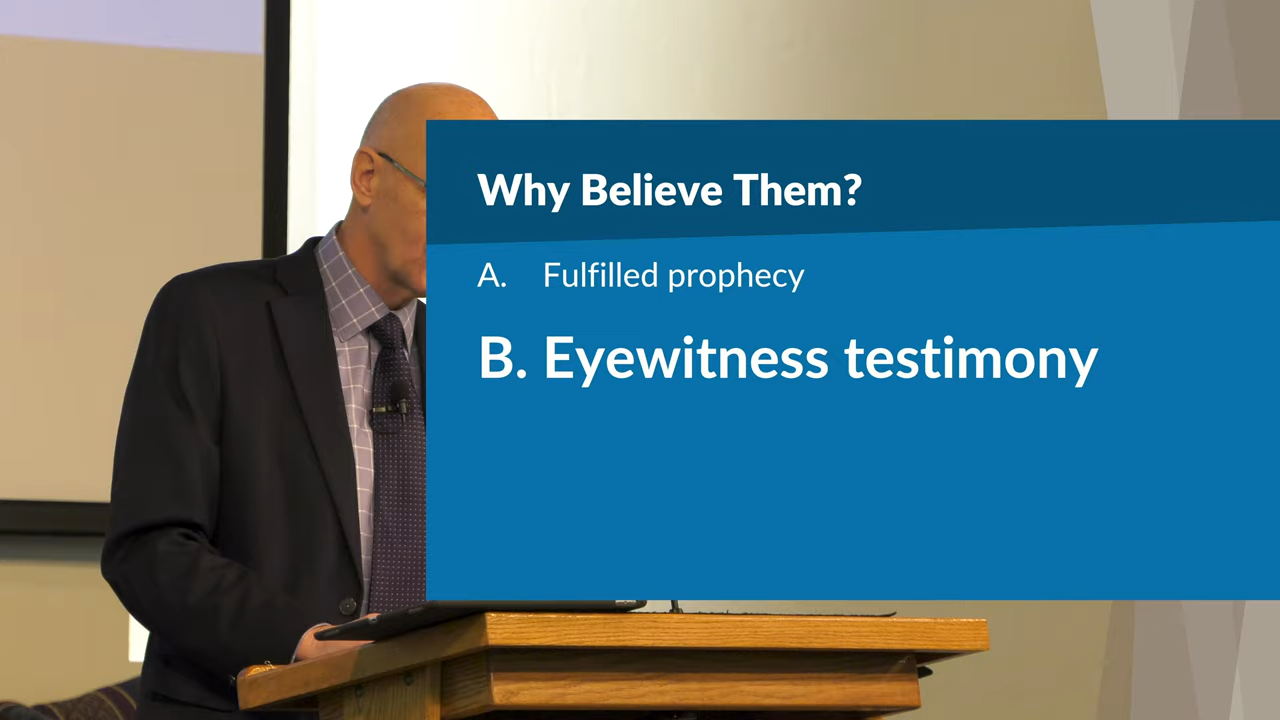 Why Believe Them?
A. Fulfilled prophecy
B. Eyewitness testimony